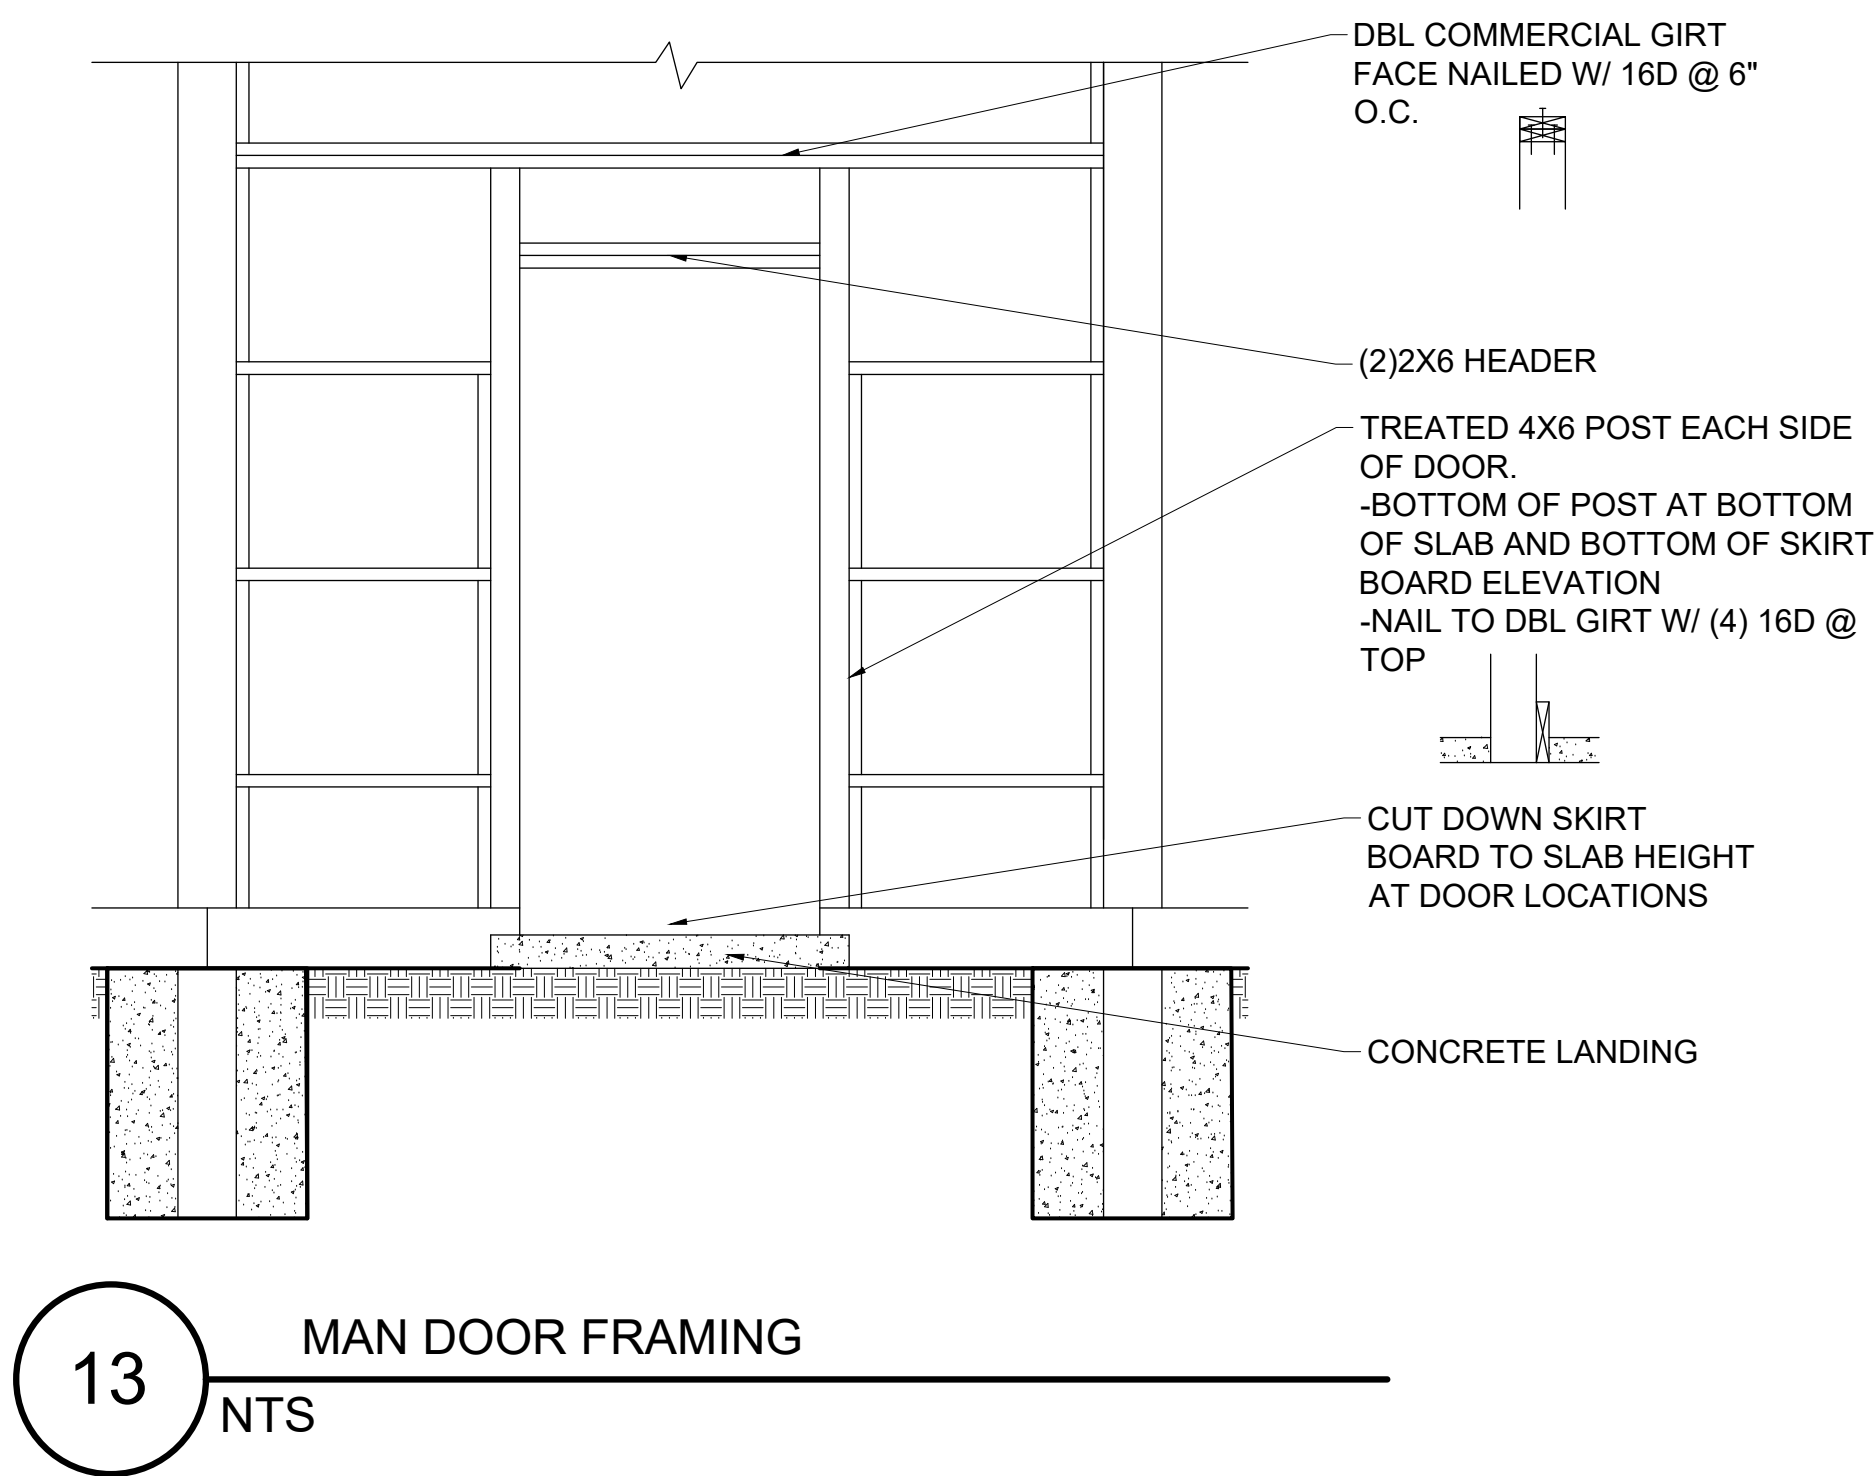 DBL COMMERCIAL GIRT
FACE NAILED W/ 16D @ 6"
O.C.
(2)2X6 HEADER
TREATED 4X6 POST EACH SIDE
OF DOOR.
-BOTTOM OF POST AT BOTTOM
OF SLAB AND BOTTOM OF SKIRT
BOARD ELEVATION
-NAIL TO DBL GIRT W/ (4) 16D @
TOP
CUT DOWN SKIRT
BOARD TO SLAB HEIGHT
AT DOOR LOCATIONS
CONCRETE LANDING
13
MAN DOOR FRAMING
NTS